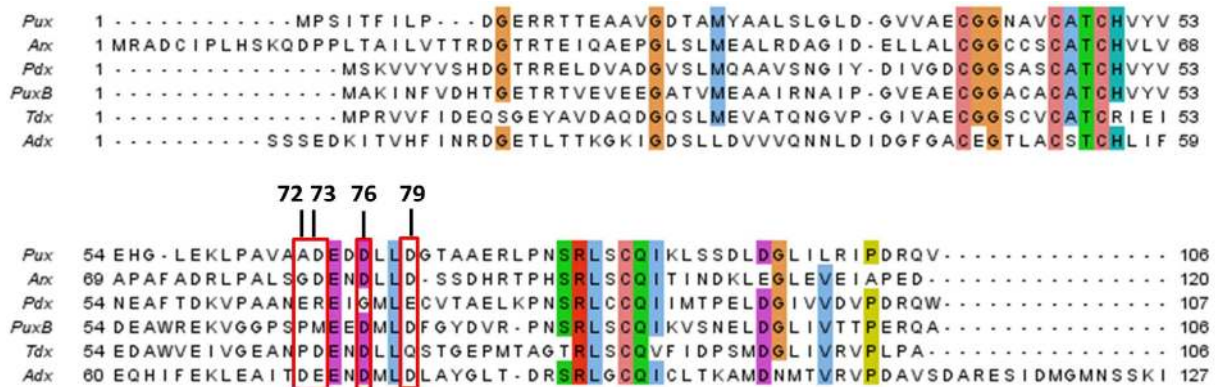 Pux 1 ------------MPSITFILP---DGERRTTEAAVGDTAMYAALSLGLD-GVVAECGGNAVCATCHVYV 53
Arx 1 MRADCIPLHSKQDPPLTAILVTTRDGTRTEIQAEPGLSLMEALRDAGID-ELLALCGGCCSCATCHVLV 68
Pdx 1 ---------------MSKVVYVSHDGTRRELDVADGVSLMQAAVSNGIY-DIVGDCGGSASCATCHVYV 53
PuxB 1 ---------------MAKINFVDHTGETRTVEVEEGATVMEAAIRNAIP-GVEAECGGACACATCHVYV 53
Tdx 1 ---------------MPRVVFIDEQSGEYAVDAQDGQSLMEVATQNGVP-GIVAECGGSCVCATCRIEI 53
Adx 1 ----------SSSEDKITVHFINRDGETLTTKGKIGDSLLDVVVQNNLDIDGFGACEGTLACSTCHLIF 59
72 73 76 79
Pux 54 EHG-LEKLPAVAADEDDLLDGTAAERLPNSRLSCQIKLSSDLDGLILRIPDRQV--------------- 106
Arx 69 APAFADRLPALSGDENDLLD-SSDHRTPHSRLSCQITINDKLEGLEVEIAPED---------------- 120
Pdx 54 NEAFTDKVPAANEREIGMLECVTAELKPNSRLCCQIIMTPELDGIVVDVPDRQW--------------- 107
PuxB 54 DEAWREKVGGPSPMEEDMLDFGYDVR-PNSRLSCQIKVSNELDGLIVTTPERQA--------------- 106
Tdx 54 EDAWVEIVGEANPDENDLLQSTGEPMTAGTRLSCQVFIDPSMDGLIVRVPLPA---------------- 106
Adx 60 EQHIFEKLEAITDEENDMLDLAYGLT-DRSRLGCQICLTKAMDNMTVRVPDAVSDARESIDMGMNSSKI 127